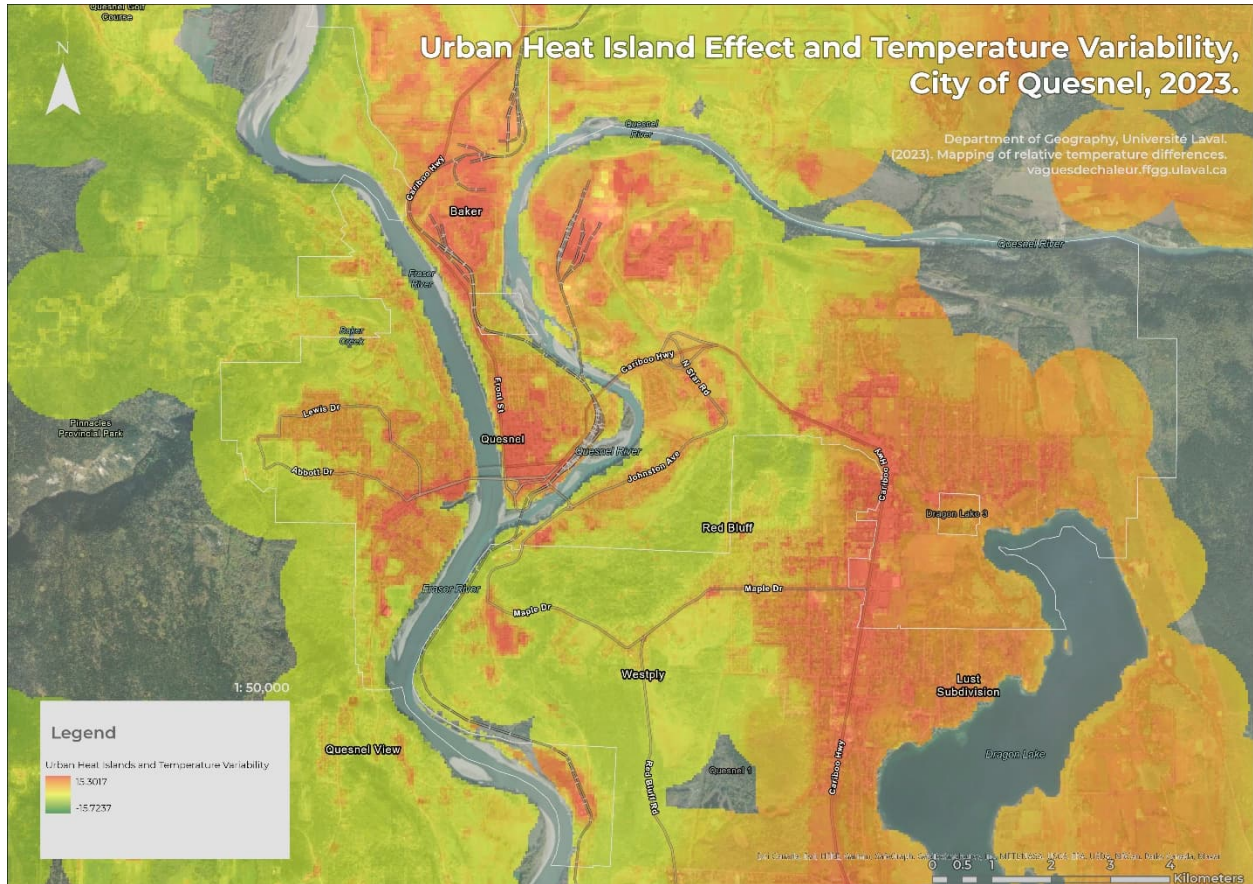 Quesnel Golf
Course
N
Urban Heat Island Effect and Temperature Variability,
City of Quesnel, 2023.
Department of Geography, Université Laval.
(2023). Mapping of relative temperature differences.
vaguesdechaleur.ffgg.ulaval.ca
Quesnel
River
Cariboo Hwy
Baker
Quesnel River
Fraser
River
Baker
Creek
Cariboo Hwy
N Star Rd
Front St
Lewis Dr
Pinnacles
Provincial Park
Quesnel
Quesnel River
Abbott Dr
Johnston Ave
Cariboo Hwy
Dragon Lake 3
Red Bluff
Fraser River
Maple Dr
Maple Dr
Westply
Lust
Subdivision
1: 50,000
Legend
Urban Heat Islands and Temperature Variability
15.3017
-15.7237
Quesnel View
Quesnel 1
Red Bluff Rd
Cariboo Hwy
Dragon Lake
0 0.5 1 2 3 4
Kilometers